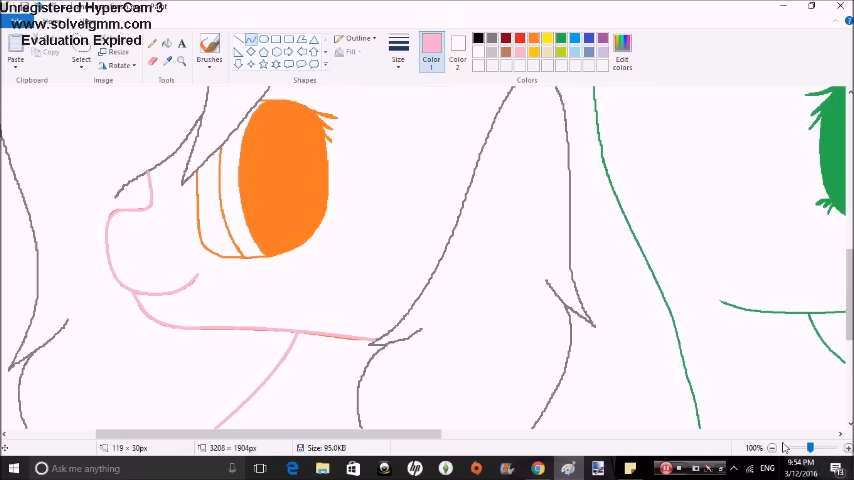 Unregistered HyperCam 3
www.solveigmm.com
Evaluation Expired
Paste
Copy
Select
Resize
Rotate
Brushes
Size
Outline
Fill
Color 1
Color 2
Edit colors
Clipboard
Image
Tools
Shapes
Colors
119 × 30px
3208 × 1904px
Size: 95.0KB
100%
Ask me anything
ENG
9:54 PM
3/12/2016